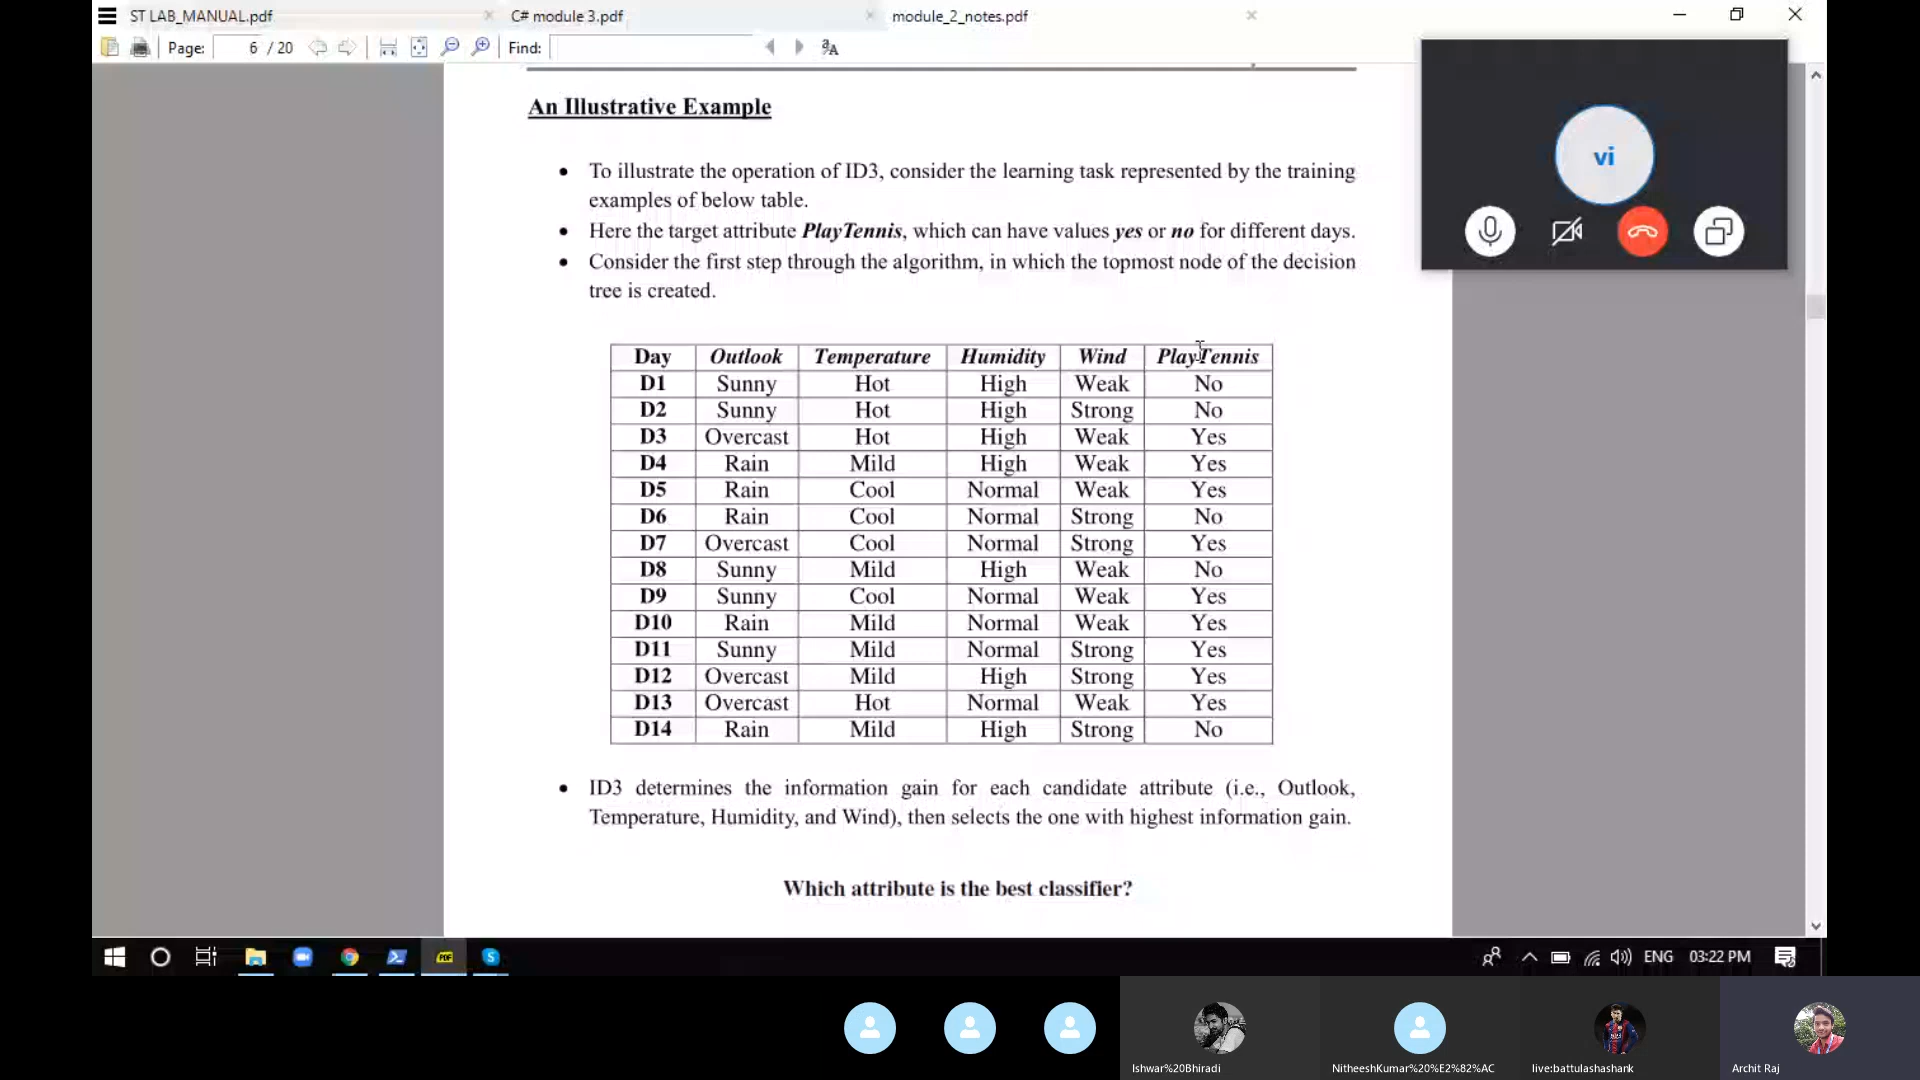 ST LAB_MANUAL.pdf C# module 3.pdf module_2_notes.pdf
Page: 6 / 20 Find:
An Illustrative Example
To illustrate the operation of ID3, consider the learning task represented by the training
examples of below table.
Here the target attribute PlayTennis, which can have values yes or no for different days.
Consider the first step through the algorithm, in which the topmost node of the decision
tree is created.
Day Outlook Temperature Humidity Wind PlayTennis
D1 Sunny Hot High Weak No
D2 Sunny Hot High Strong No
D3 Overcast Hot High Weak Yes
D4 Rain Mild High Weak Yes
D5 Rain Cool Normal Weak Yes
D6 Rain Cool Normal Strong No
D7 Overcast Cool Normal Strong Yes
D8 Sunny Mild High Weak No
D9 Sunny Cool Normal Weak Yes
D10 Rain Mild Normal Weak Yes
D11 Sunny Mild Normal Strong Yes
D12 Overcast Mild High Strong Yes
D13 Overcast Hot Normal Weak Yes
D14 Rain Mild High Strong No
ID3 determines the information gain for each candidate attribute (i.e., Outlook,
Temperature, Humidity, and Wind), then selects the one with highest information gain.
Which attribute is the best classifier?
vi
PDF
ENG 03:22 PM
Ishwar%20Bhiradi NitheeshKumar%20%E2%82%AC live:battulashashank Archit Raj